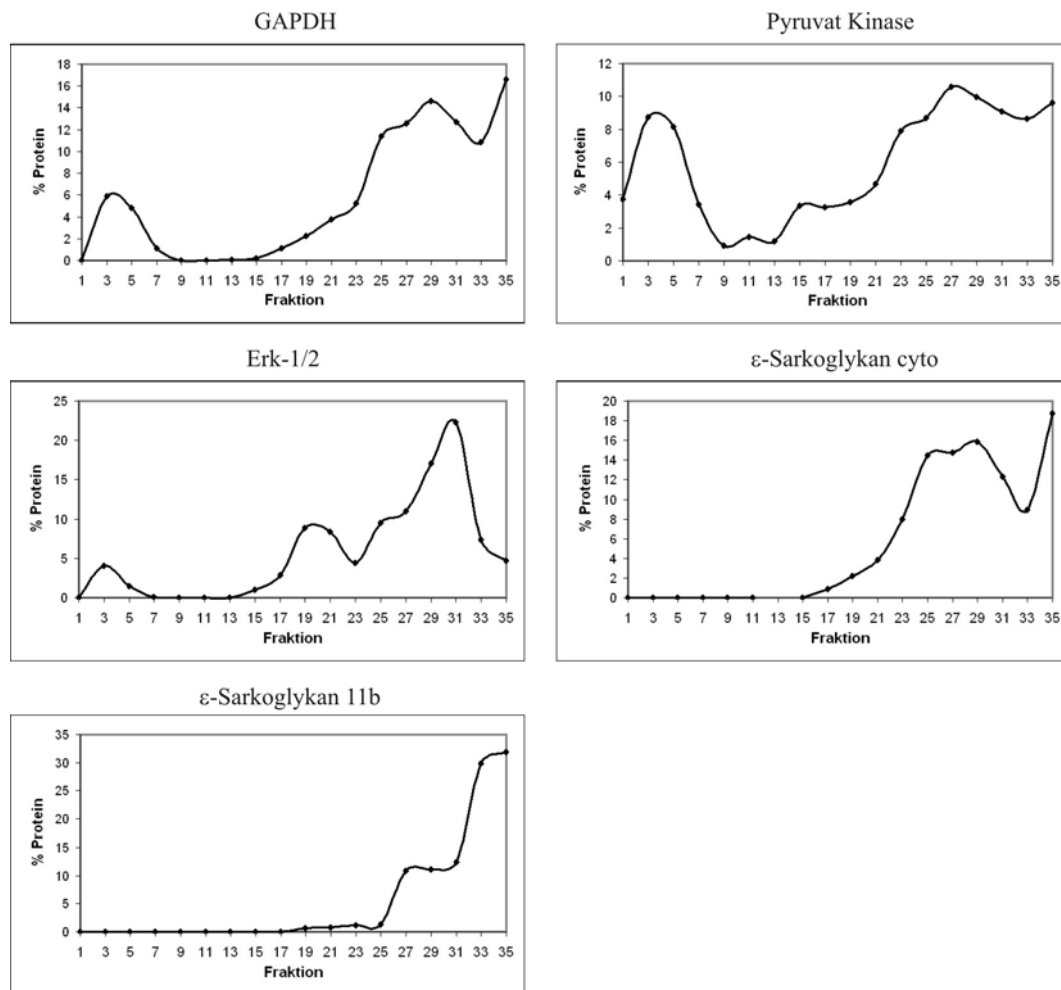 GAPDH
% Protein
18
16
14
12
10
8
6
4
2
0
1 3 5 7 9 11 13 15 17 19 21 23 25 27 29 31 33 35
Fraktion
Pyruvat Kinase
% Protein
12
10
8
6
4
2
0
1 3 5 7 9 11 13 15 17 19 21 23 25 27 29 31 33 35
Fraktion
Erk-1/2
% Protein
25
20
15
10
5
0
1 3 5 7 9 11 13 15 17 19 21 23 25 27 29 31 33 35
Fraktion
ε-Sarkoglykan cyto
% Protein
20
18
16
14
12
10
8
6
4
2
0
1 3 5 7 9 11 13 15 17 19 21 23 25 27 29 31 33 35
Fraktion
ε-Sarkoglykan 11b
% Protein
35
30
25
20
15
10
5
0
1 3 5 7 9 11 13 15 17 19 21 23 25 27 29 31 33 35
Fraktion